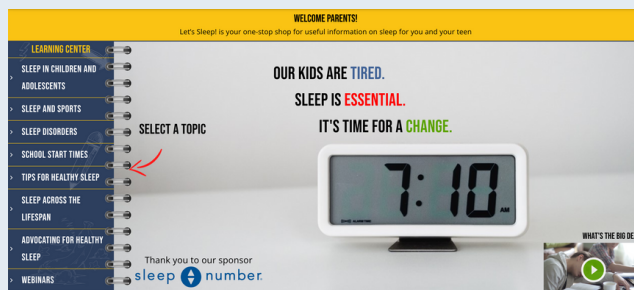 WELCOME PARENTS!
Let's Sleep! is your one-stop shop for useful information on sleep for you and your teen
LEARNING CENTER
SLEEP IN CHILDREN AND
ADOLESCENTS
SLEEP AND SPORTS
SLEEP DISORDERS
SCHOOL START TIMES
TIPS FOR HEALTHY SLEEP
SLEEP ACROSS THE
LIFESPAN
ADVOCATING FOR HEALTHY
SLEEP
WEBINARS
SELECT A TOPIC
OUR KIDS ARE TIRED.
SLEEP IS ESSENTIAL.
IT'S TIME FOR A CHANGE.
7:10
AM
Thank you to our sponsor
sleep number.
WHAT'S THE BIG DE